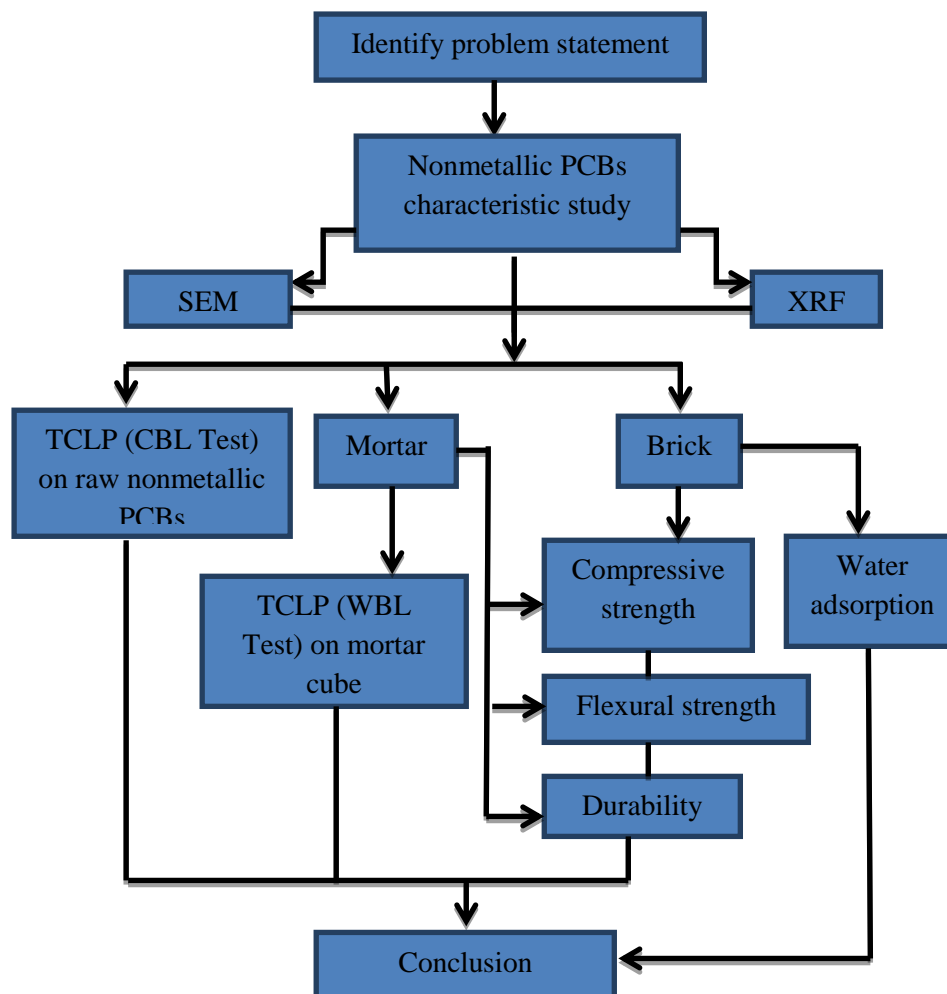 Identify problem statement
Nonmetallic PCBs
characteristic study
SEM
XRF
TCLP (CBL Test)
on raw nonmetallic
PCBs
Mortar
Brick
TCLP (WBL
Test) on mortar
cube
Compressive
strength
Water
adsorption
Flexural strength
Durability
Conclusion